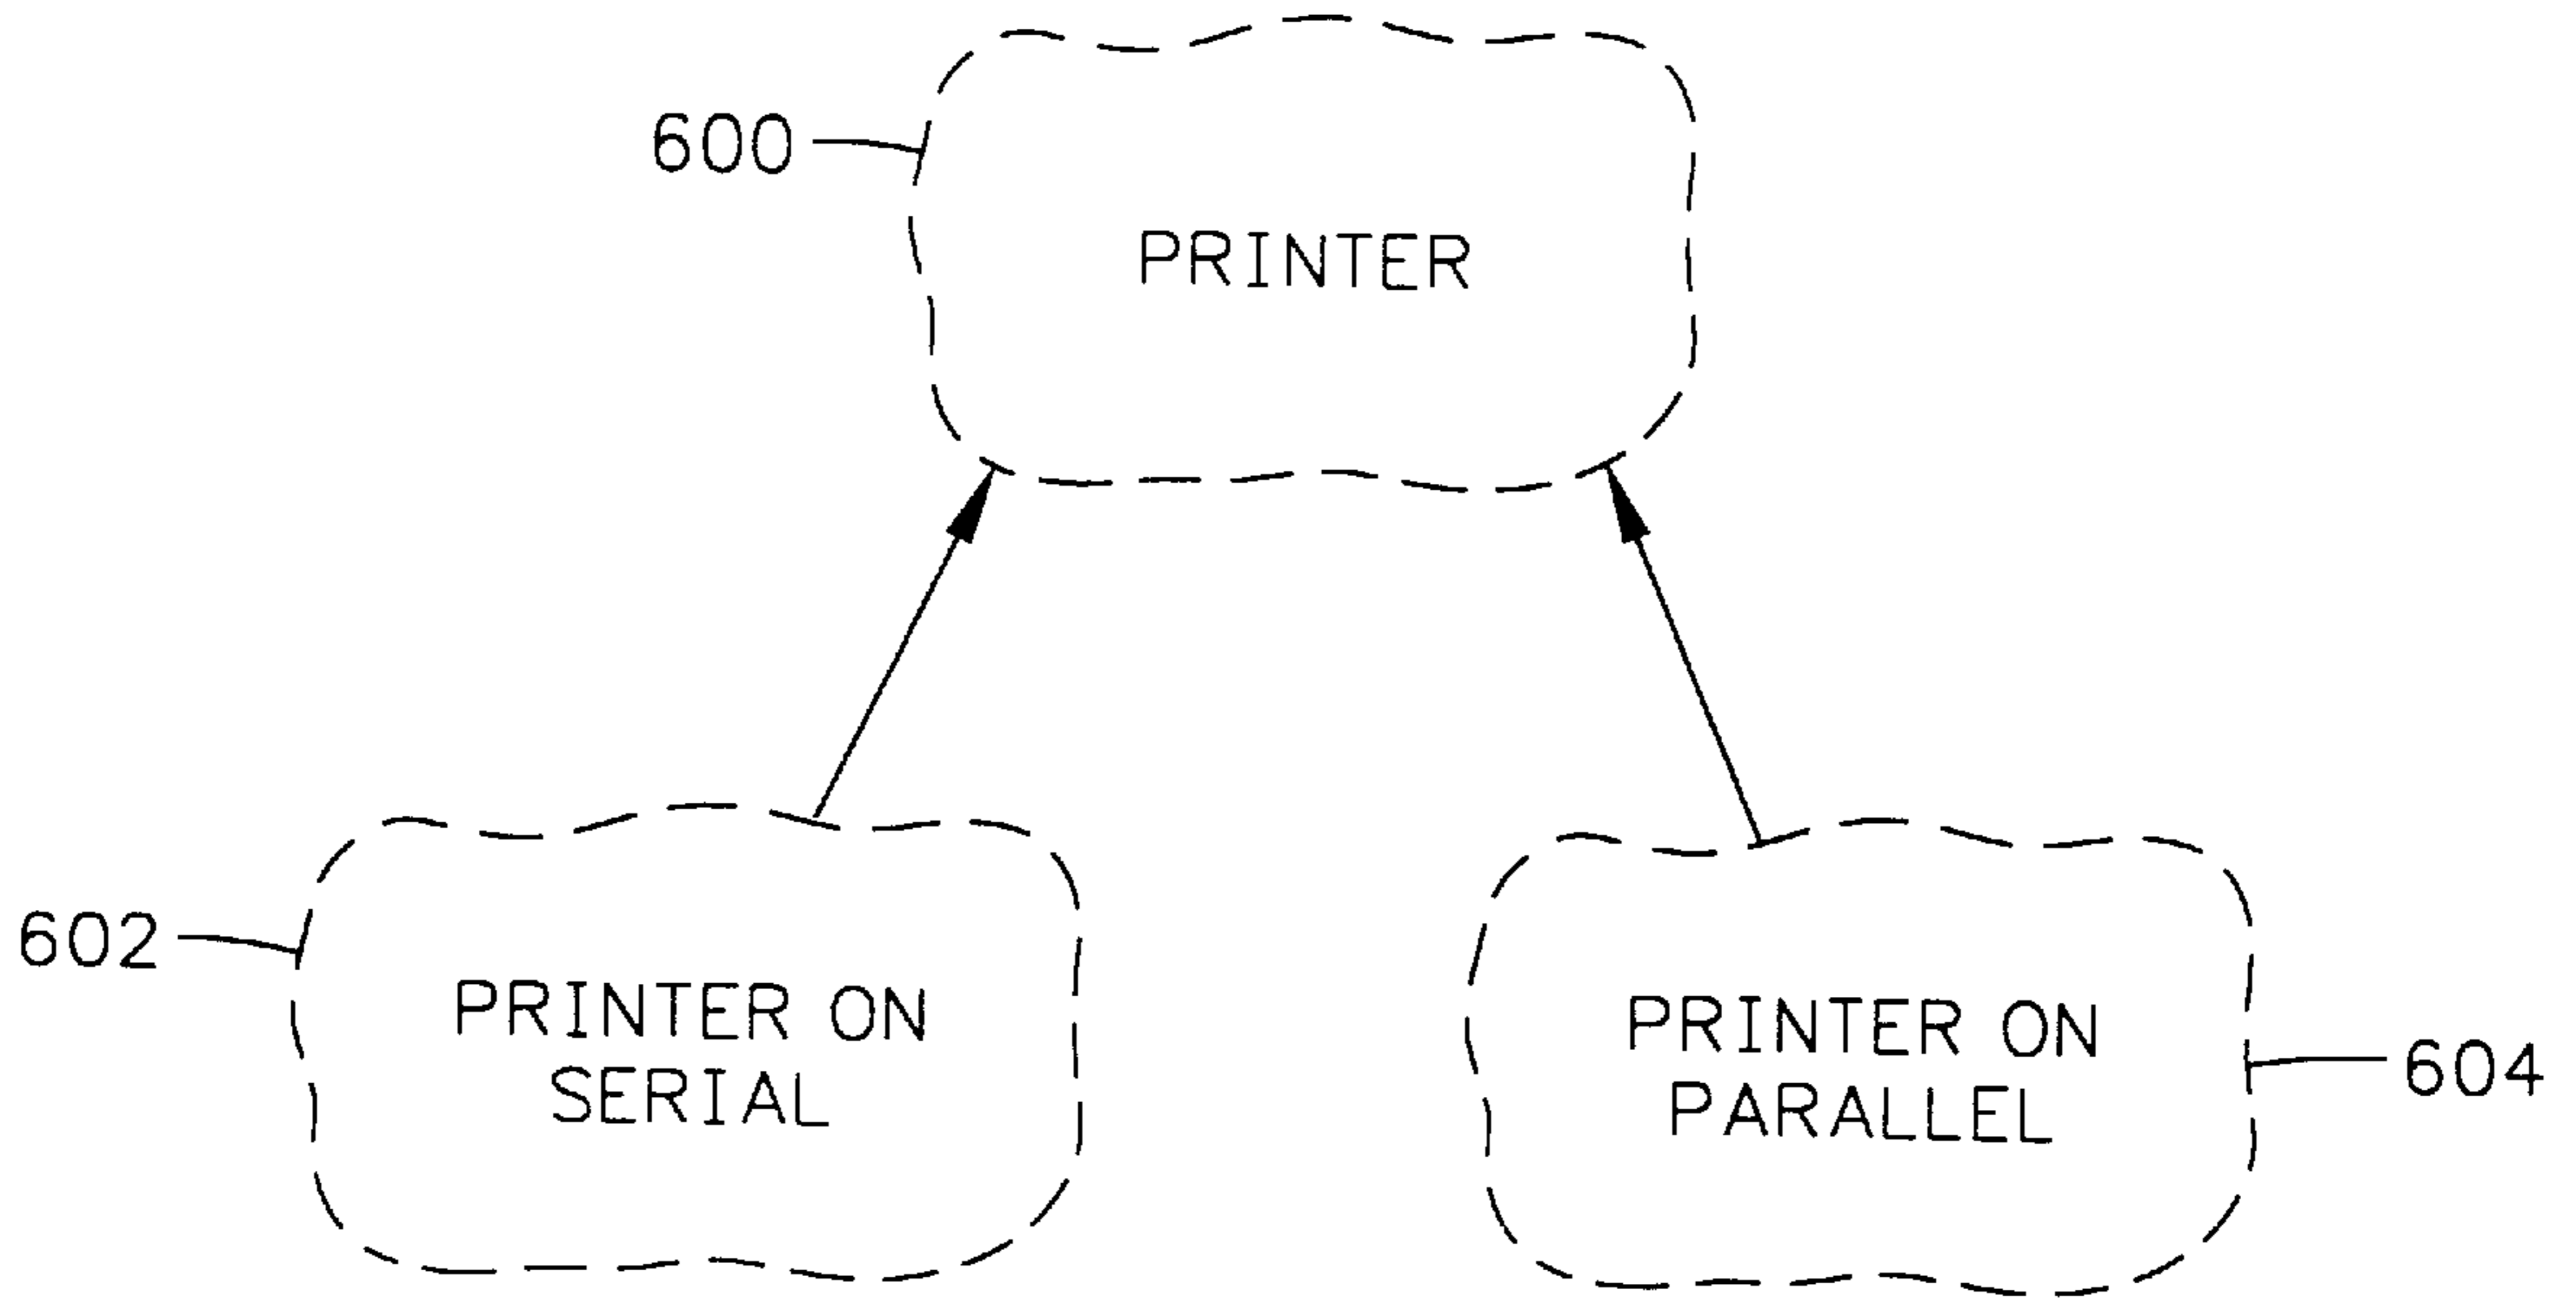 600
PRINTER
602
PRINTER ON
SERIAL
PRINTER ON
PARALLEL
604